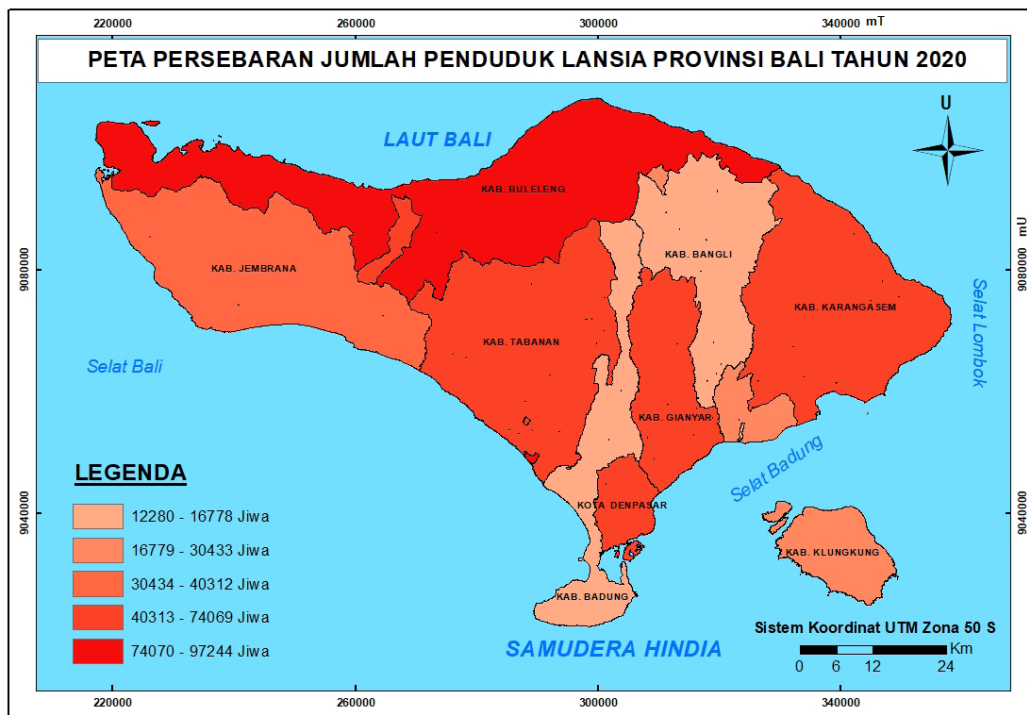 220000 260000 300000 340000 mT
PETA PERSEBARAN JUMLAH PENDUDUK LANSIA PROVINSI BALI TAHUN 2020
U
LAUT BALI
KAB. BULELENG
9080000
KAB. JEMBRANA
KAB. BANGLI
mU
9080000
KAB. KARANGASEM
Selat Lombok
KAB. TABANAN
Selat Bali
KAB. GIANYAR
Selat Badung
LEGENDA
12280 - 16778 Jiwa
16779 - 30433 Jiwa
30434 - 40312 Jiwa
40313 - 74069 Jiwa
74070 - 97244 Jiwa
9040000
KOTA DENPASAR
9040000
KAB. KLUNGKUNG
KAB. BADUNG
SAMUDERA HINDIA
Sistem Koordinat UTM Zona 50 S
Km
0 6 12 24
220000 260000 300000 340000